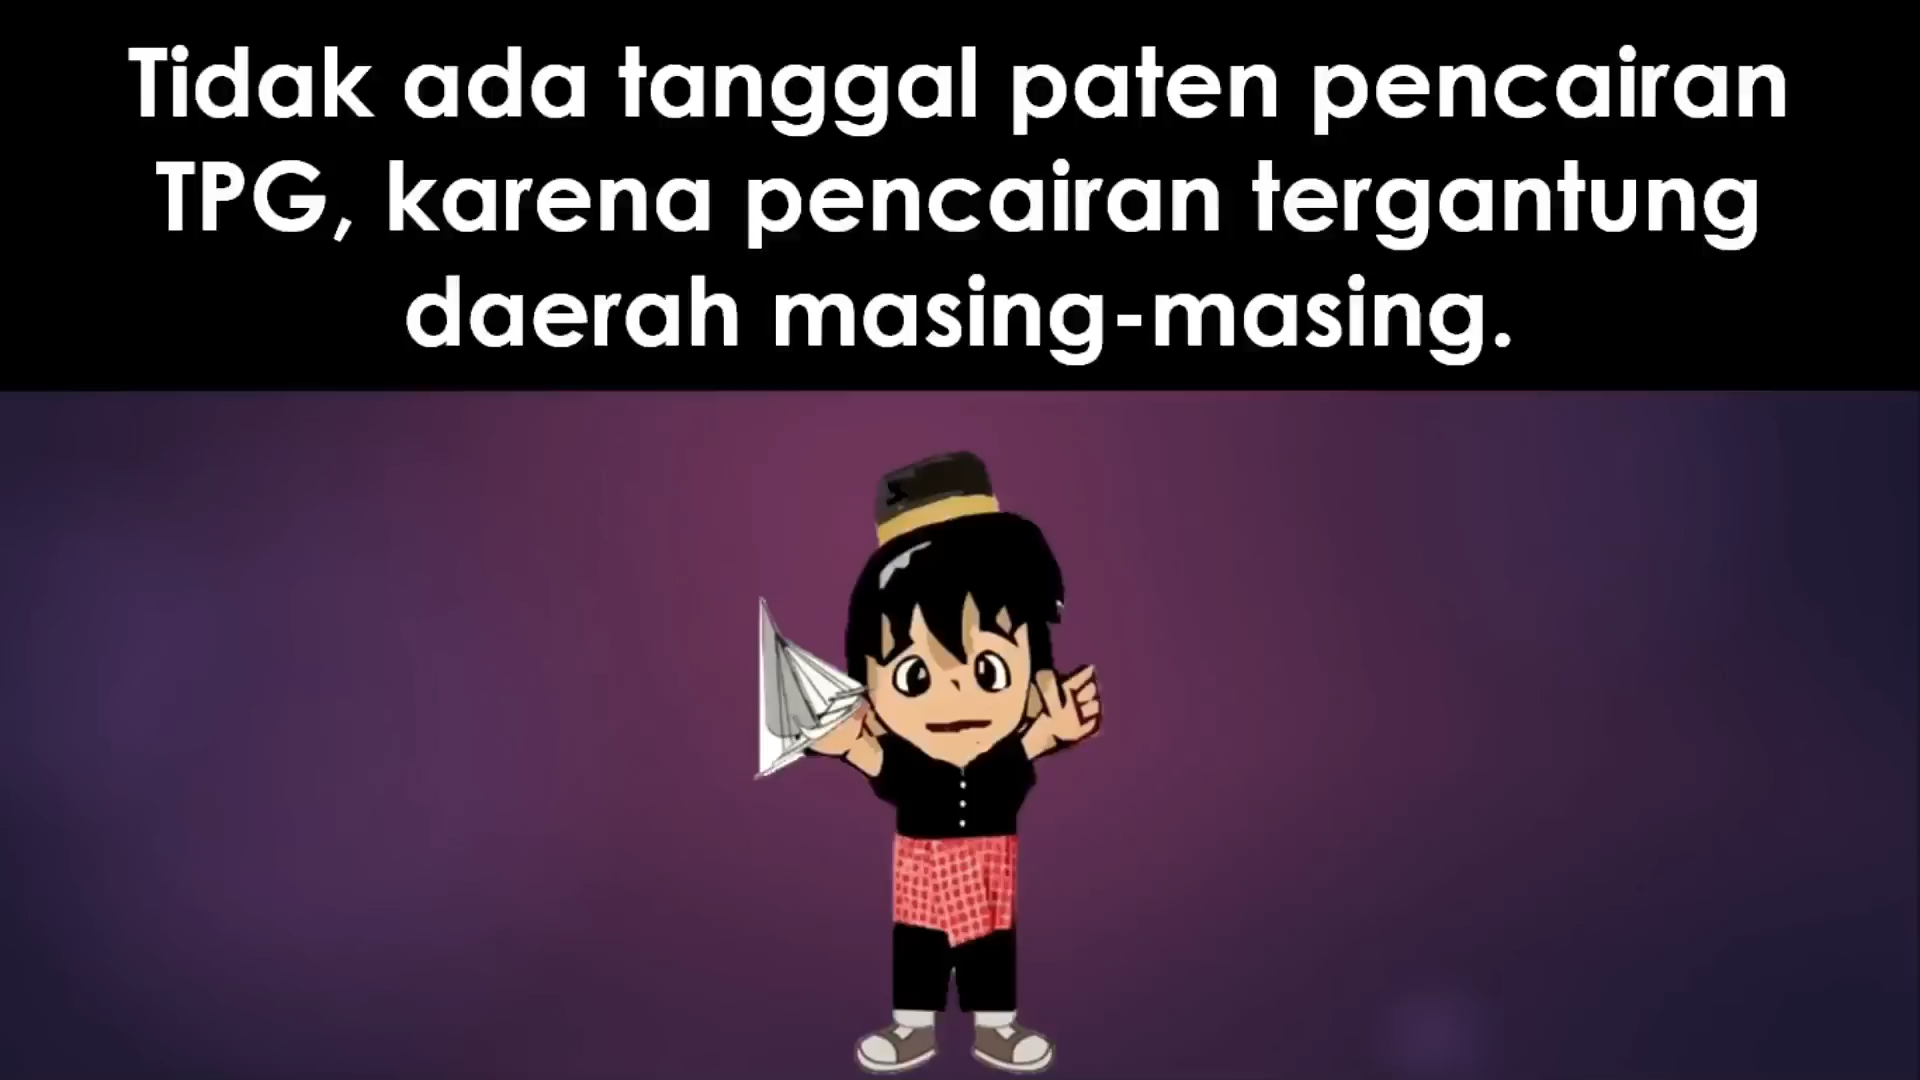 Tidak ada tanggal paten pencairan
TPG, karena pencairan tergantung
daerah masing-masing.